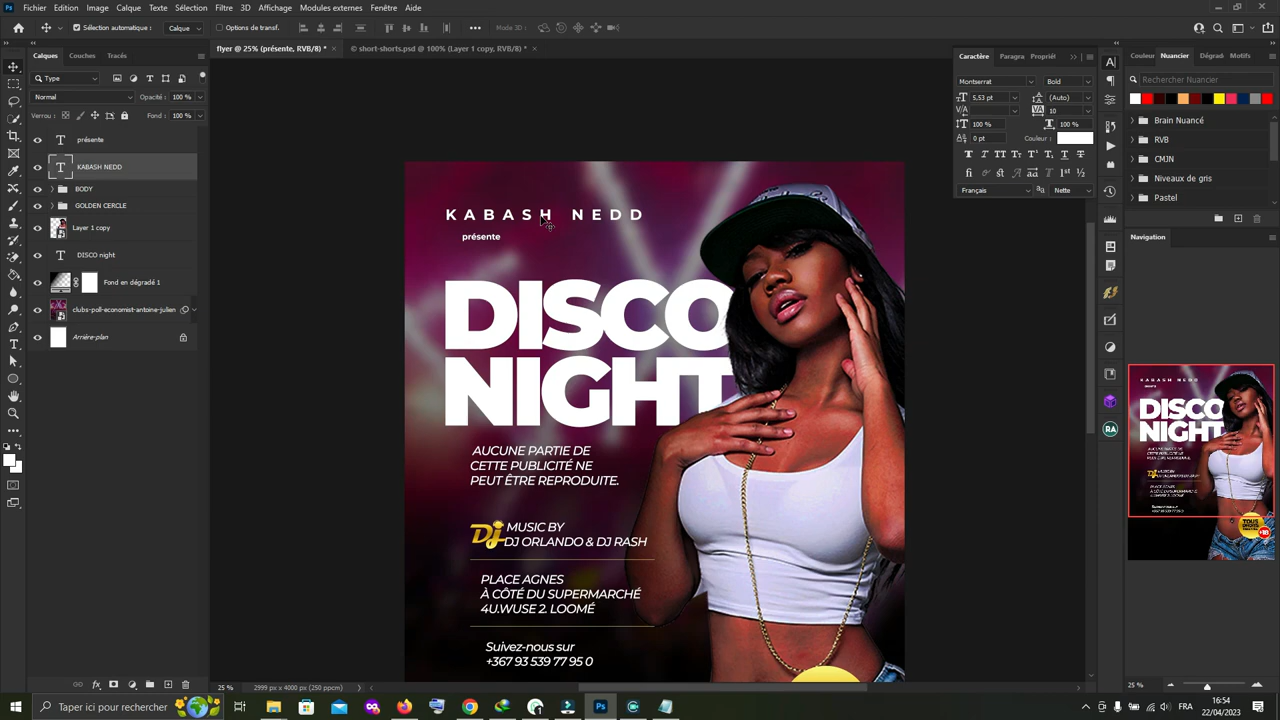 Fichier Edition Image Calque Texte Sélection Filtre 3D Affichage Modules externes Fenêtre Aide
Sélection automatique : Calque Options de transf. Mode 3D :
flyer @ 25% (présente, RVB/8) * × © short-shorts.psd @ 100% (Layer 1 copy, RVB/8) * ×
Calques Couches Tracés
Type
Normal Opacité : 100 %
Verrou : Fond : 100 %
présente
KABASH NEDD
BODY
GOLDEN CERCLE
Layer 1 copy
DISCO night
Fond en dégradé 1
clubs-poll-economist-antoine-julien
Arrière-plan
KABASH NEDD
présente
DISCO
NIGHT
AUCUNE PARTIE DE
CETTE PUBLICITÉ NE
PEUT ÊTRE REPRODUITE.
Dj MUSIC BY
DJ ORLANDO & DJ RASH
PLACE AGNES
À CÔTÉ DU SUPERMARCHÉ
4U.WUSE 2. LOOMÉ
Suivez-nous sur
+367 93 539 77 95 0
Caractère Paragra Propriét
Montserrat Bold
5,53 pt (Auto)
10
100 % 100 %
0 pt Couleur :
Français Nette
Couleur Nuancier Dégrad Motifs
Rechercher Nuancier
Brain Nuancé
RVB
CMJN
Niveaux de gris
Pastel
Navigation
KABASH NEDD
DISCO
NIGHT
TOUS
+18
25 %
25 % 2999 px x 4000 px (250 ppcm)
Taper ici pour rechercher
FRA
16:54
22/04/2023